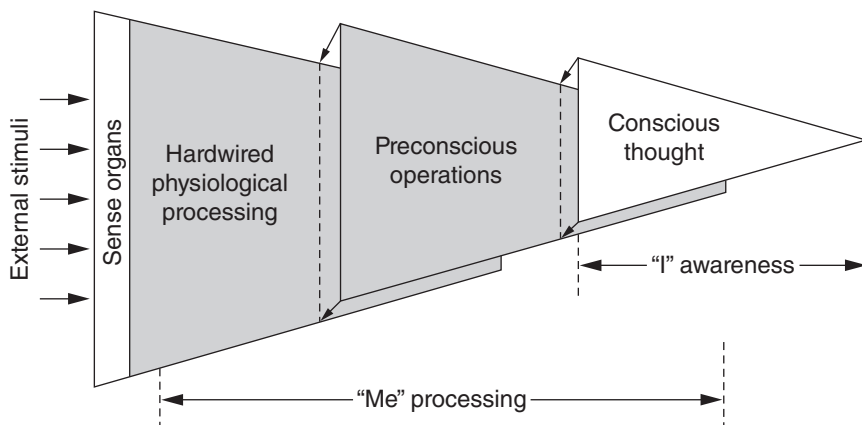 External stimuli
Sense organs
Hardwired
physiological
processing
Preconscious
operations
Conscious
thought
“I” awareness
“Me” processing